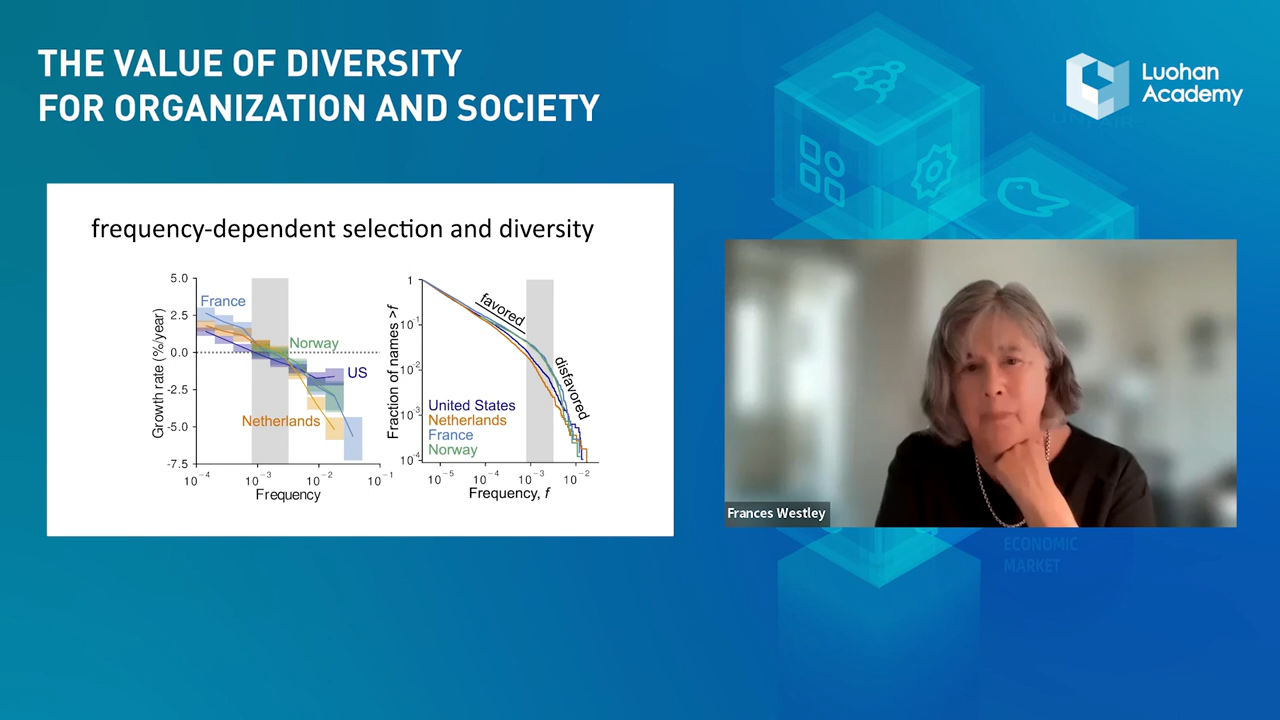 THE VALUE OF DIVERSITY
FOR ORGANIZATION AND SOCIETY
Luohan
Academy
frequency-dependent selection and diversity
5.0
2.5
0.0
-2.5
-5.0
-7.5
Growth rate (%/year)
France
Norway
US
Netherlands
10⁻⁴
10⁻³
10⁻²
10⁻¹
Frequency
1
10⁻¹
10⁻²
10⁻³
10⁻⁴
Fraction of names >f
favored
disfavored
United States
Netherlands
France
Norway
10⁻⁵
10⁻⁴
10⁻³
10⁻²
Frequency, f
Frances Westley
ECONOMIC
MARKET